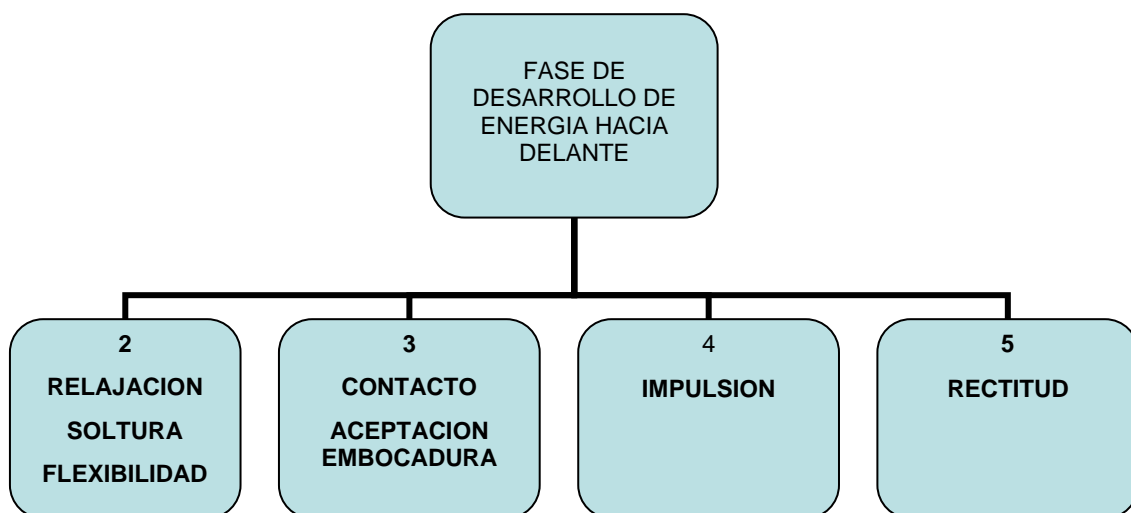 FASE DE
DESARROLLO DE
ENERGIA HACIA
DELANTE
2
RELAJACION
SOLTURA
FLEXIBILIDAD
3
CONTACTO
ACEPTACION
EMBOCADURA
4
IMPULSION
5
RECTITUD